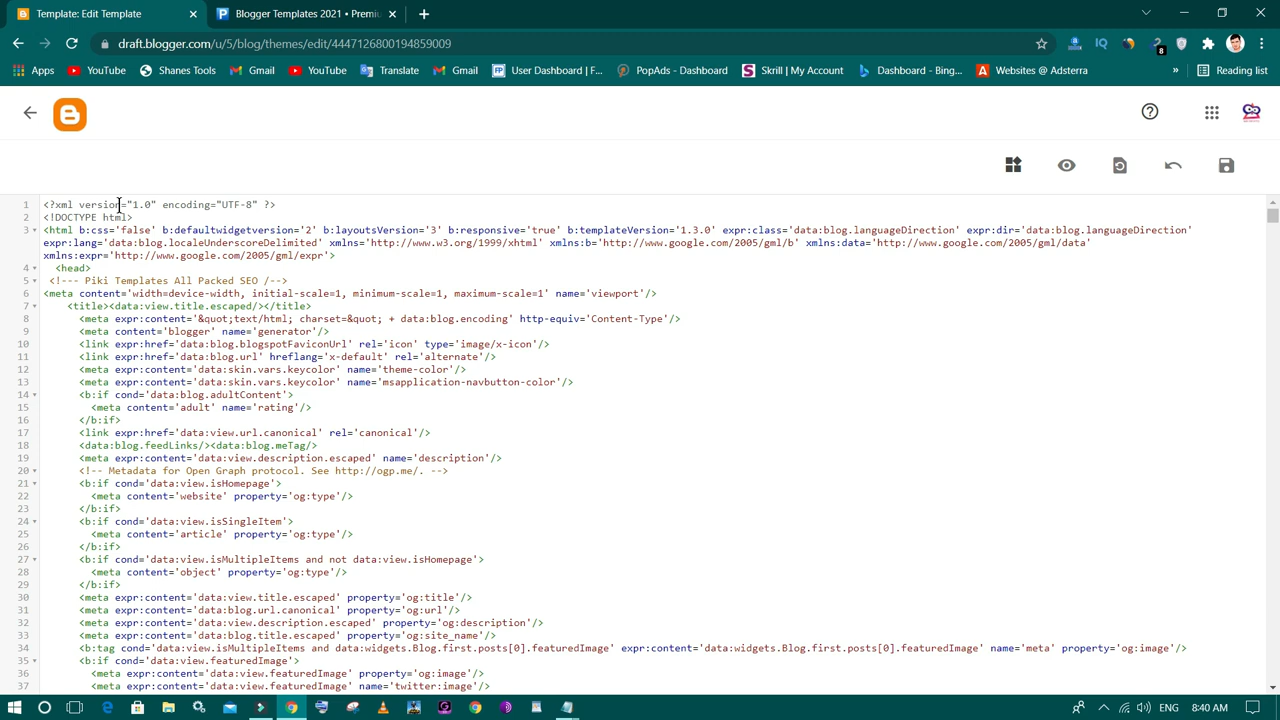 Template: Edit Template
Blogger Templates 2021 • Premiu
draft.blogger.com/u/5/blog/themes/edit/4447126800194859009
8
Apps YouTube Shanes Tools Gmail YouTube Translate Gmail User Dashboard | F... PopAds - Dashboard Skrill | My Account Dashboard - Bing... Websites @ Adsterra » Reading list
1 <?xml version="1.0" encoding="UTF-8" ?>
2 <!DOCTYPE html>
3 <html b:css='false' b:defaultwidgetversion='2' b:layoutsVersion='3' b:responsive='true' b:templateVersion='1.3.0' expr:class='data:blog.languageDirection' expr:dir='data:blog.languageDirection'
expr:lang='data:blog.localeUnderscoreDelimited' xmlns='http://www.w3.org/1999/xhtml' xmlns:b='http://www.google.com/2005/gml/b' xmlns:data='http://www.google.com/2005/gml/data'
xmlns:expr='http://www.google.com/2005/gml/expr'>
4 <head>
5 <!--- Piki Templates All Packed SEO /-->
6 <meta content='width=device-width, initial-scale=1, minimum-scale=1, maximum-scale=1' name='viewport'/>
7 <title><data:view.title.escaped/></title>
8 <meta expr:content='&quot;text/html; charset=&quot; + data:blog.encoding' http-equiv='Content-Type'/>
9 <meta content='blogger' name='generator'/>
10 <link expr:href='data:blog.blogspotFaviconUrl' rel='icon' type='image/x-icon'/>
11 <link expr:href='data:blog.url' hreflang='x-default' rel='alternate'/>
12 <meta expr:content='data:skin.vars.keycolor' name='theme-color'/>
13 <meta expr:content='data:skin.vars.keycolor' name='msapplication-navbutton-color'/>
14 <b:if cond='data:blog.adultContent'>
15 <meta content='adult' name='rating'/>
16 </b:if>
17 <link expr:href='data:view.url.canonical' rel='canonical'/>
18 <data:blog.feedLinks/><data:blog.meTag/>
19 <meta expr:content='data:view.description.escaped' name='description'/>
20 <!-- Metadata for Open Graph protocol. See http://ogp.me/. -->
21 <b:if cond='data:view.isHomepage'>
22 <meta content='website' property='og:type'/>
23 </b:if>
24 <b:if cond='data:view.isSingleItem'>
25 <meta content='article' property='og:type'/>
26 </b:if>
27 <b:if cond='data:view.isMultipleItems and not data:view.isHomepage'>
28 <meta content='object' property='og:type'/>
29 </b:if>
30 <meta expr:content='data:view.title.escaped' property='og:title'/>
31 <meta expr:content='data:blog.url.canonical' property='og:url'/>
32 <meta expr:content='data:view.description.escaped' property='og:description'/>
33 <meta expr:content='data:blog.title.escaped' property='og:site_name'/>
34 <b:tag cond='data:view.isMultipleItems and data:widgets.Blog.first.posts[0].featuredImage' expr:content='data:widgets.Blog.first.posts[0].featuredImage' name='meta' property='og:image'/>
35 <b:if cond='data:view.featuredImage'>
36 <meta expr:content='data:view.featuredImage' property='og:image'/>
37 <meta expr:content='data:view.featuredImage' name='twitter:image'/>
ENG 8:40 AM